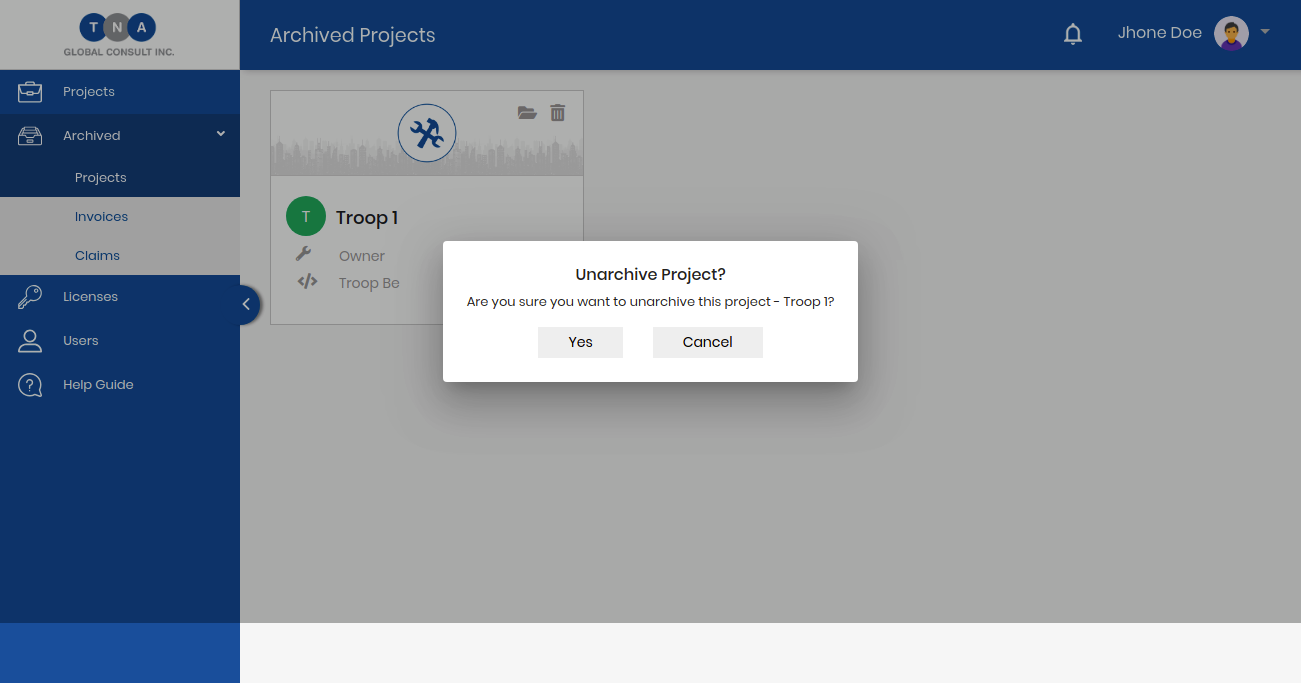 T N A
GLOBAL CONSULT INC.
Archived Projects
Jhone Doe
Projects
Archived
Projects
Invoices
Claims
Licenses
Users
Help Guide
T
Troop 1
Owner
Troop Be
Unarchive Project?
Are you sure you want to unarchive this project - Troop 1?
Yes
Cancel